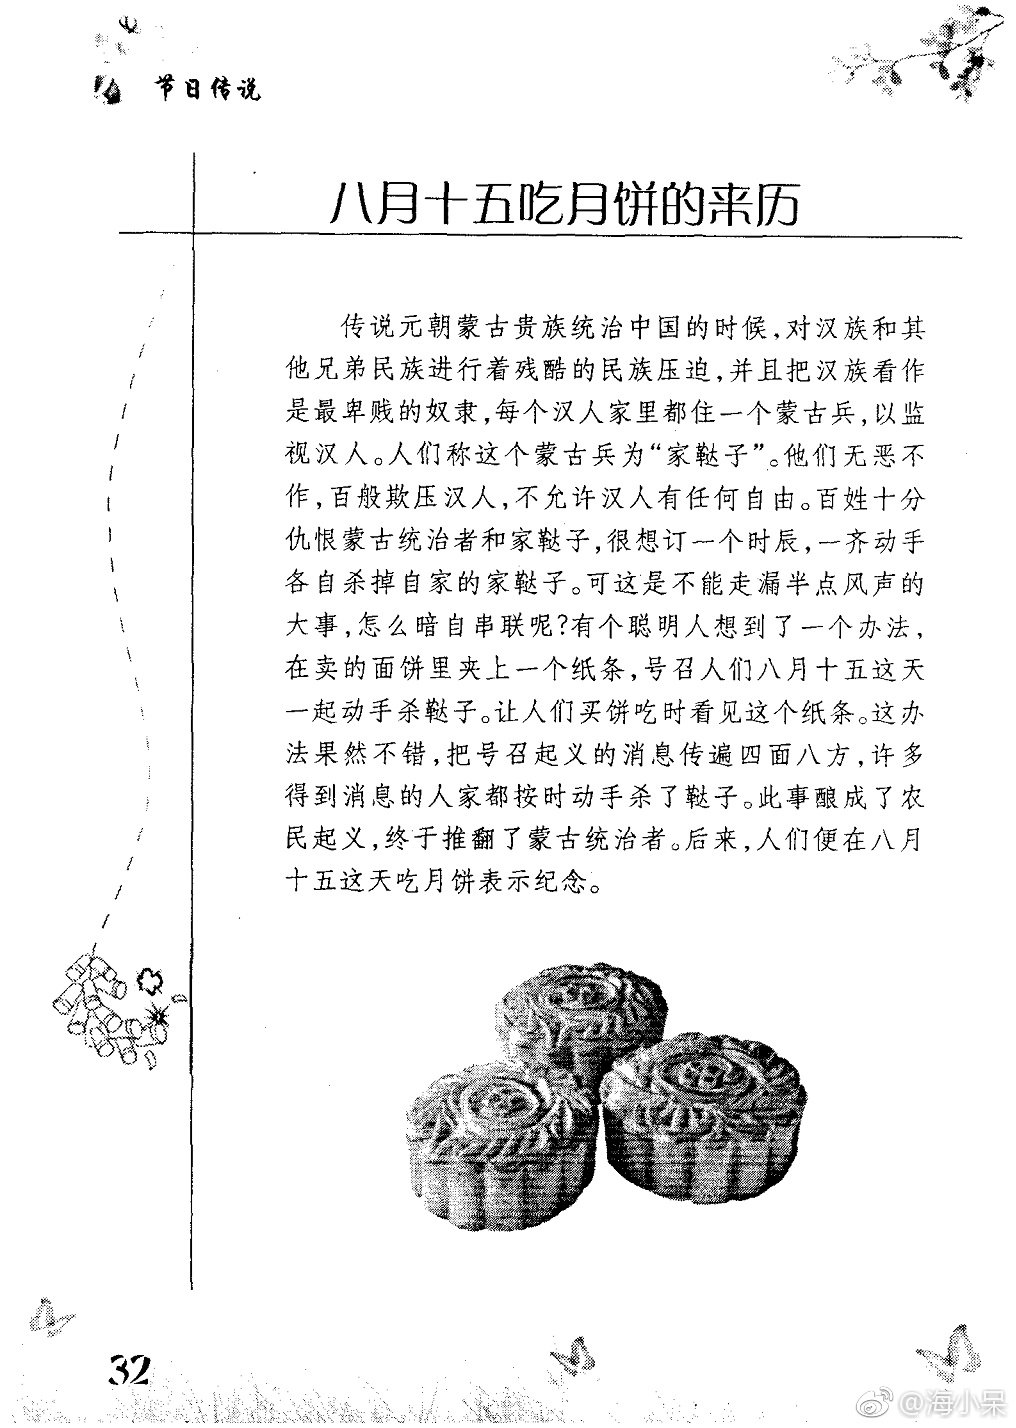 节日传说
八月十五吃月饼的来历
传说元朝蒙古贵族统治中国的时候,对汉族和其
他兄弟民族进行着残酷的民族压迫,并且把汉族看作
是最卑贱的奴隶,每个汉人家里都住一个蒙古兵,以监
视汉人。人们称这个蒙古兵为“家鞑子”。他们无恶不
作,百般欺压汉人,不允许汉人有任何自由。百姓十分
仇恨蒙古统治者和家鞑子,很想订一个时辰,一齐动手
各自杀掉自家的家鞑子。可这是不能走漏半点风声的
大事,怎么暗自串联呢?有个聪明人想到了一个办法,
在卖的面饼里夹上一个纸条,号召人们八月十五这天
一起动手杀鞑子。让人们买饼吃时看见这个纸条。这办
法果然不错,把号召起义的消息传遍四面八方,许多
得到消息的人家都按时动手杀了鞑子。此事酿成了农
民起义,终于推翻了蒙古统治者。后来,人们便在八月
十五这天吃月饼表示纪念。
32
@海小呆